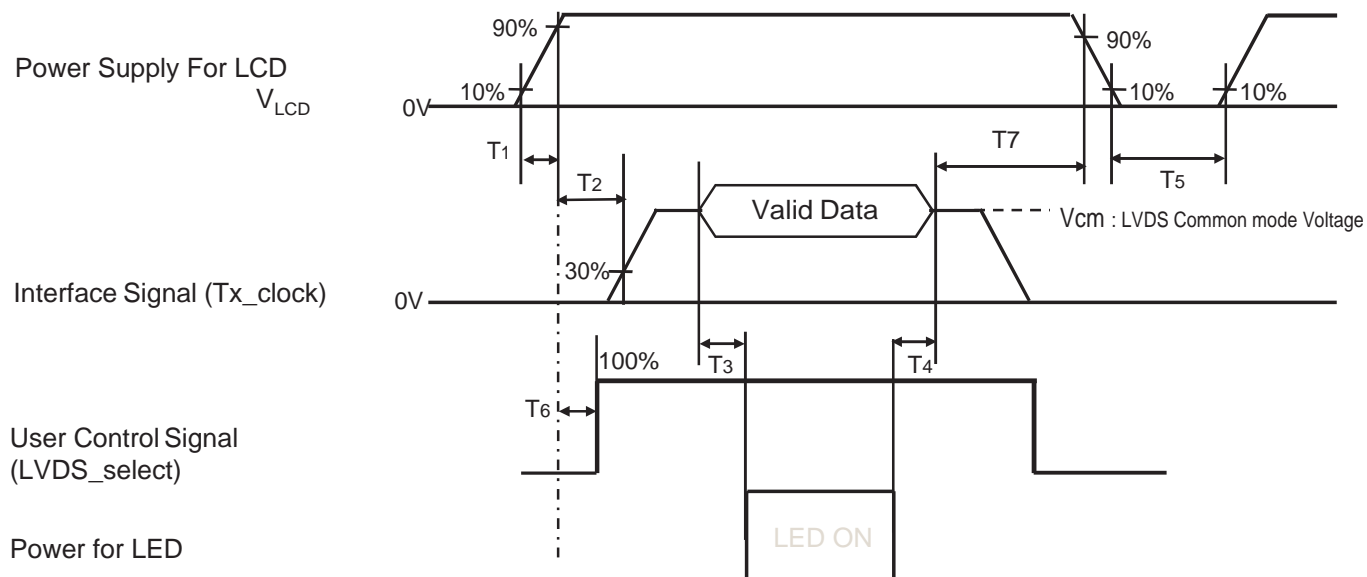 90%
90%
Power Supply For LCD
VLCD
10%
10%
10%
0V
T1
T7
T2
T5
Valid Data
Vcm : LVDS Common mode Voltage
30%
Interface Signal (Tx_clock)
0V
100%
T3
T4
T6
User Control Signal
(LVDS_select)
LED ON
Power for LED